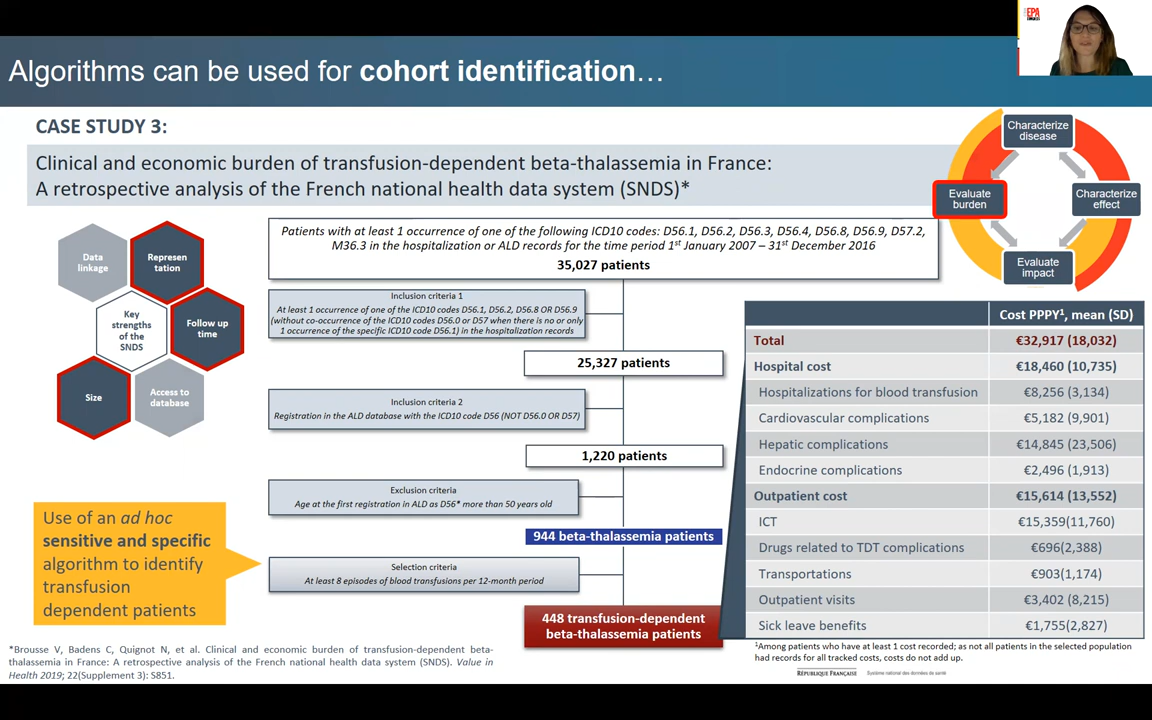 EPA
Algorithms can be used for cohort identification…
CASE STUDY 3:
Clinical and economic burden of transfusion-dependent beta-thalassemia in France:
A retrospective analysis of the French national health data system (SNDS)*
Characterize
disease
Evaluate
burden
Characterize
effect
Evaluate
impact
Data
linkage
Represen
tation
Key
strengths
of the
SNDS
Follow up
time
Size
Access to
database
Patients with at least 1 occurrence of one of the following ICD10 codes: D56.1, D56.2, D56.3, D56.4, D56.8, D56.9, D57.2,
M36.3 in the hospitalization or ALD records for the time period 1st January 2007 – 31st December 2016
35,027 patients
Inclusion criteria 1
At least 1 occurrence of one of the ICD10 codes D56.1, D56.2, D56.8 OR D56.9
(without co-occurrence of the ICD10 codes D56.0 or D57 when there is no or only
1 occurrence of the specific ICD10 code D56.1) in the hospitalization records
25,327 patients
Inclusion criteria 2
Registration in the ALD database with the ICD10 code D56 (NOT D56.0 OR D57)
1,220 patients
Exclusion criteria
Age at the first registration in ALD as D56* more than 50 years old
944 beta-thalassemia patients
Selection criteria
At least 8 episodes of blood transfusions per 12-month period
448 transfusion-dependent
beta-thalassemia patients
Use of an ad hoc
sensitive and specific
algorithm to identify
transfusion
dependent patients
Cost PPPY1, mean (SD)
Total €32,917 (18,032)
Hospital cost €18,460 (10,735)
Hospitalizations for blood transfusion €8,256 (3,134)
Cardiovascular complications €5,182 (9,901)
Hepatic complications €14,845 (23,506)
Endocrine complications €2,496 (1,913)
Outpatient cost €15,614 (13,552)
ICT €15,359(11,760)
Drugs related to TDT complications €696(2,388)
Transportations €903(1,174)
Outpatient visits €3,402 (8,215)
Sick leave benefits €1,755(2,827)
1Among patients who have at least 1 cost recorded; as not all patients in the selected population
had records for all tracked costs, costs do not add up.
*Brousse V, Badens C, Quignot N, et al. Clinical and economic burden of transfusion-dependent beta-
thalassemia in France: A retrospective analysis of the French national health data system (SNDS). Value in
Health 2019; 22(Supplement 3): S851.
RÉPUBLIQUE FRANÇAISE Système national des données de santé